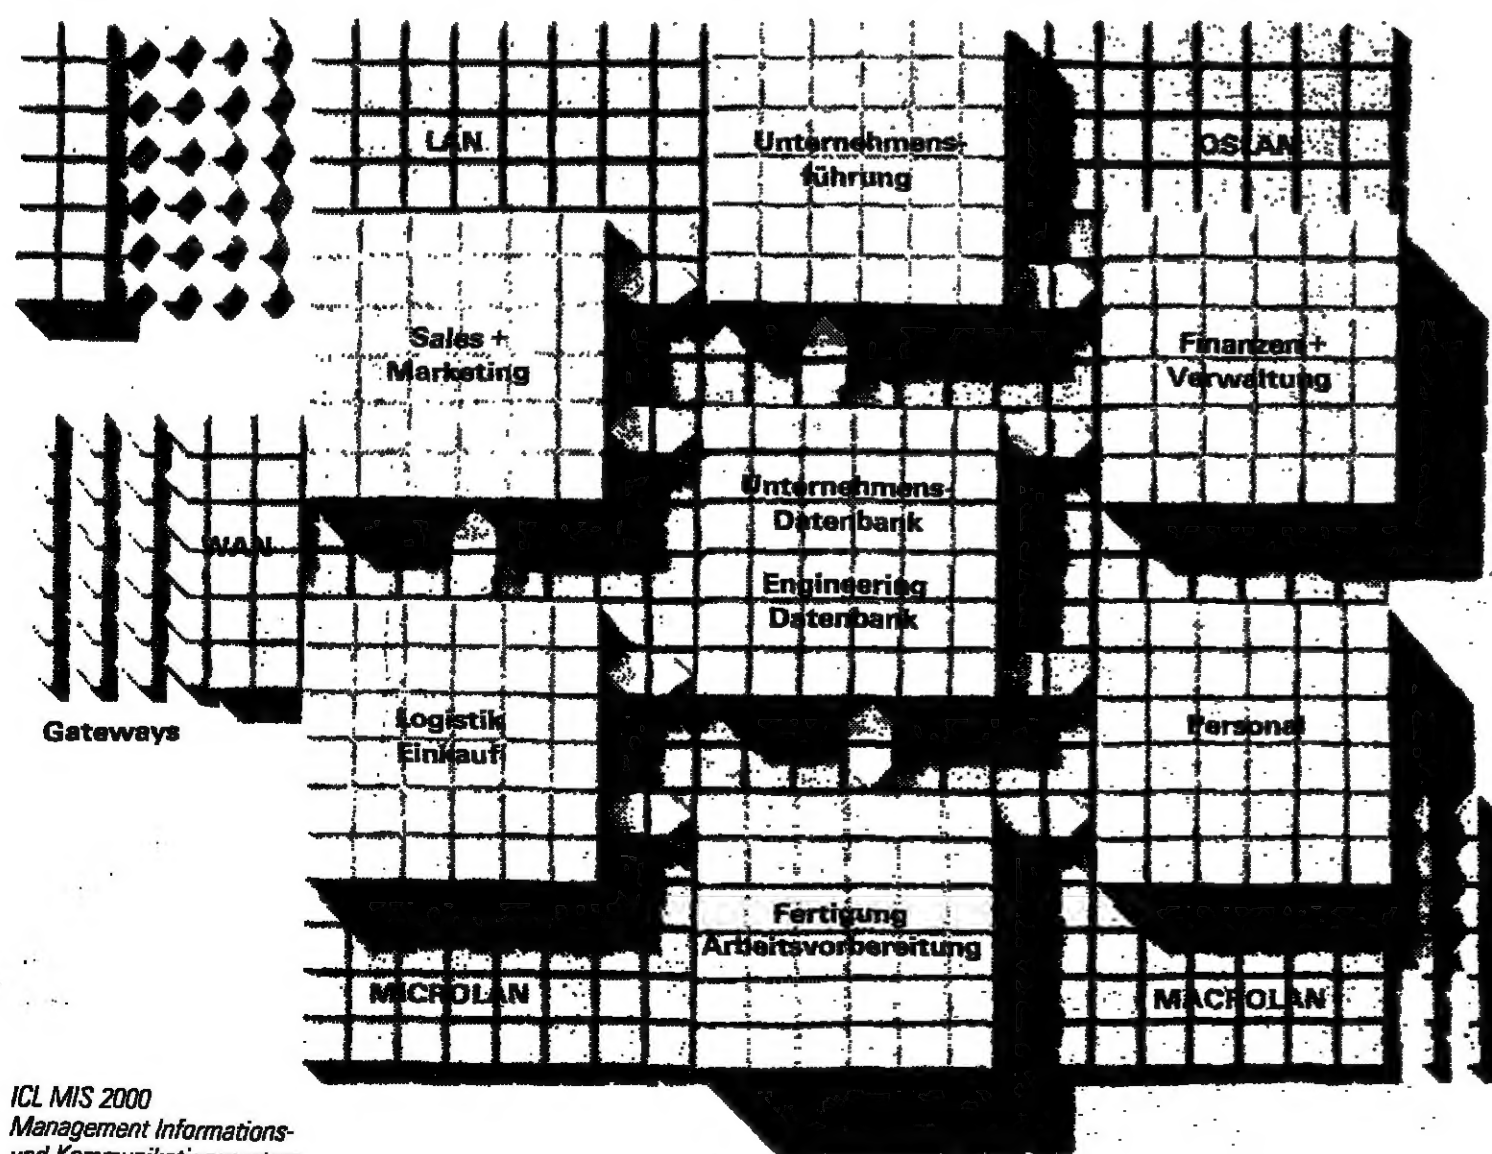 LAN
Unternehmens-
führung
OSLAN
Sales +
Marketing
Finanzen +
Verwaltung
Unternehmens-
Datenbank
WAN
Engineering
Datenbank
Gateways
Logistik
Einkauf
Personal
Fertigung
Arbeitsvorbereitung
MICROLAN
MACROLAN
ICL MIS 2000
Management Informations-